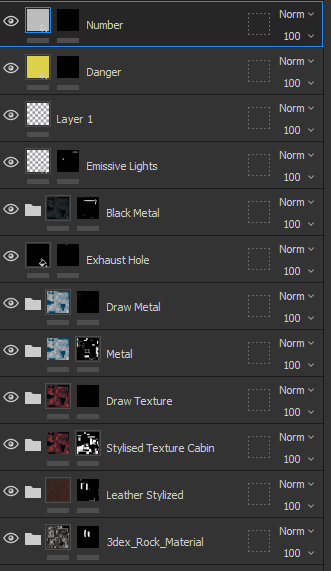 Norm
Number
100
Norm
Danger
100
Norm
Layer 1
100
Norm
Emissive Lights
100
Norm
Black Metal
100
Norm
Exhaust Hole
100
Norm
Draw Metal
100
Norm
Metal
100
Norm
Draw Texture
100
Norm
Stylised Texture Cabin
100
Norm
Leather Stylized
100
Norm
3dex_Rock_Material
100